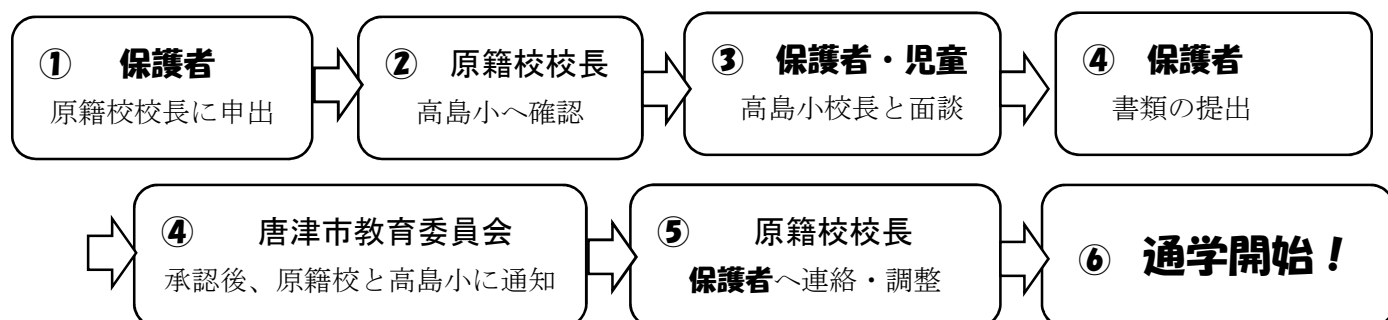 ① 保護者
原籍校校長に申出
② 原籍校校長
高島小へ確認
③ 保護者・児童
高島小校長と面談
④ 保護者
書類の提出
④ 唐津市教育委員会
承認後、原籍校と高島小に通知
⑤ 原籍校校長
保護者へ連絡・調整
⑥ 通学開始！